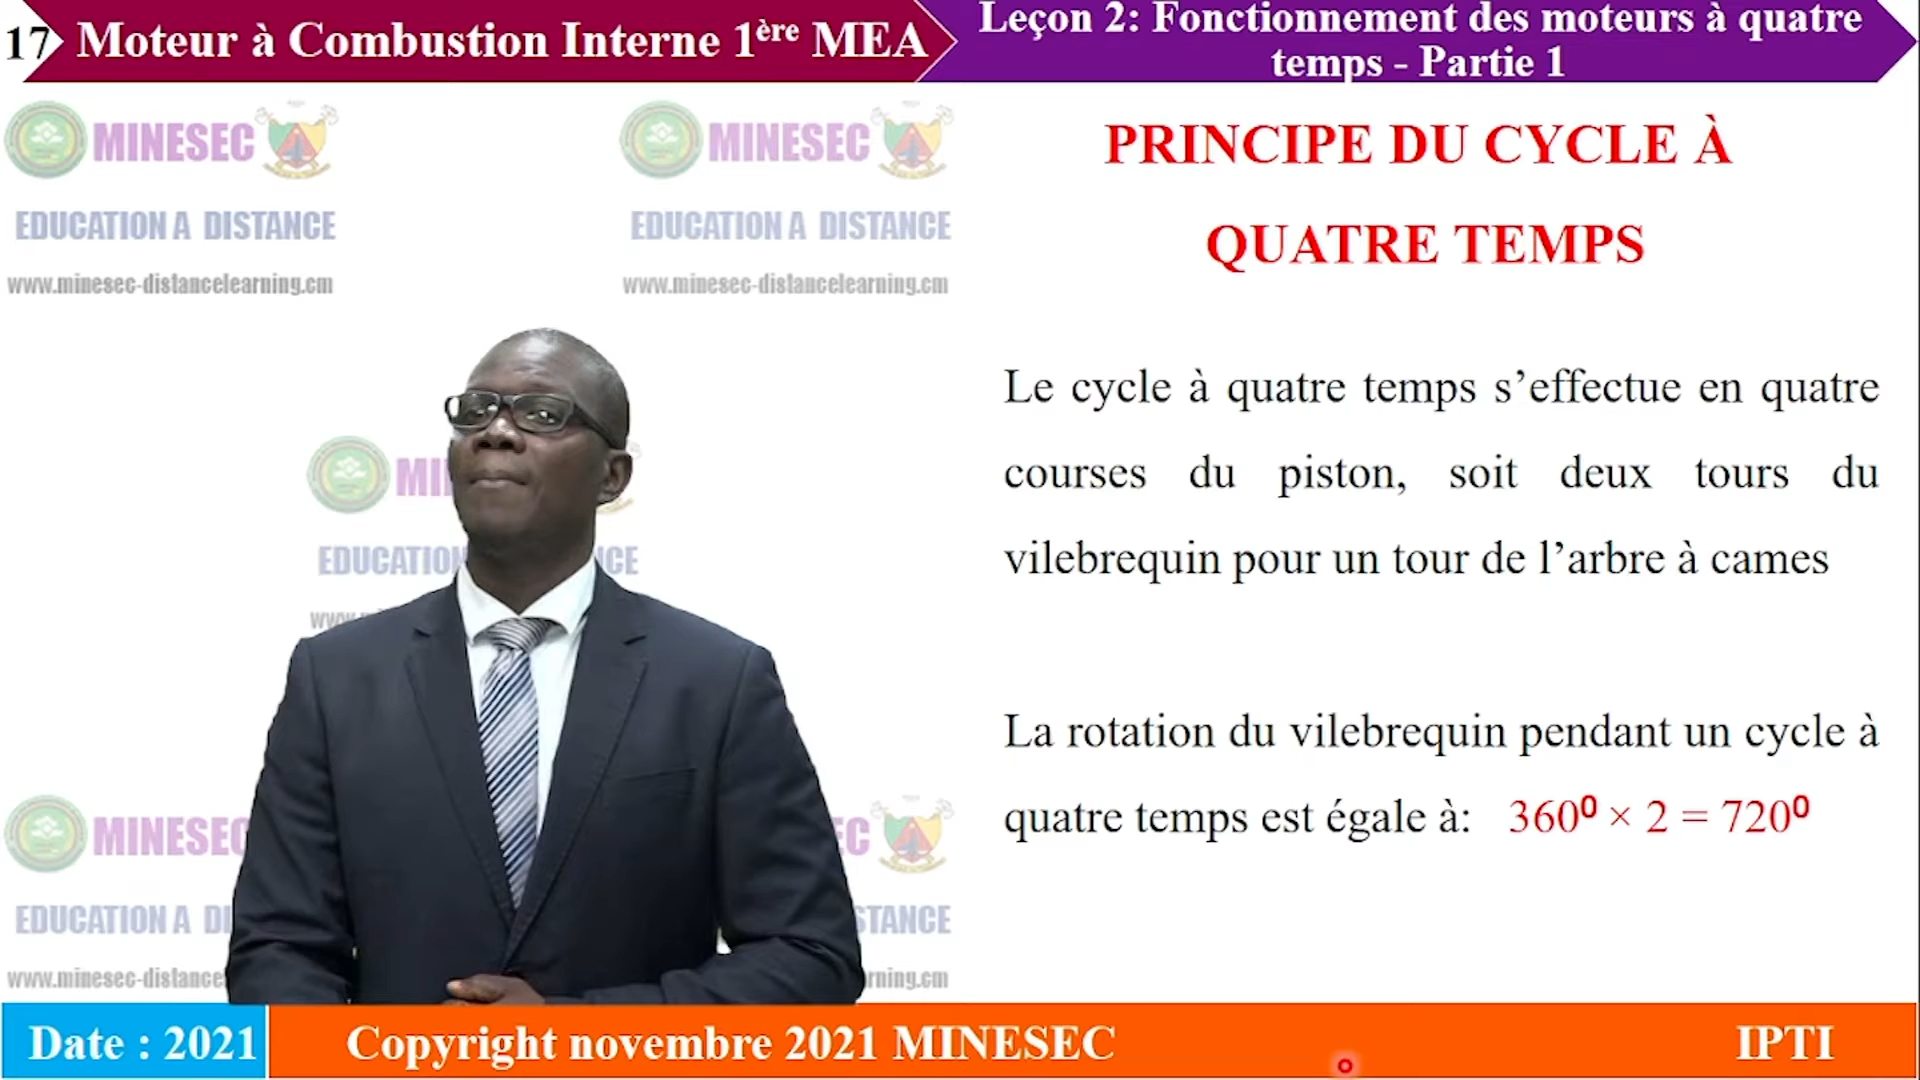 17
Moteur à Combustion Interne 1ère MEA
Leçon 2: Fonctionnement des moteurs à quatre
temps - Partie 1
MINESEC
EDUCATION A DISTANCE
www.minesec-distancelearning.cm
MINESEC
EDUCATION A DISTANCE
www.minesec-distancelearning.cm
PRINCIPE DU CYCLE À
QUATRE TEMPS
Le cycle à quatre temps s’effectue en quatre
courses du piston, soit deux tours du
vilebrequin pour un tour de l’arbre à cames
La rotation du vilebrequin pendant un cycle à
quatre temps est égale à: 360⁰ × 2 = 720⁰
Date : 2021
Copyright novembre 2021 MINESEC
IPTI